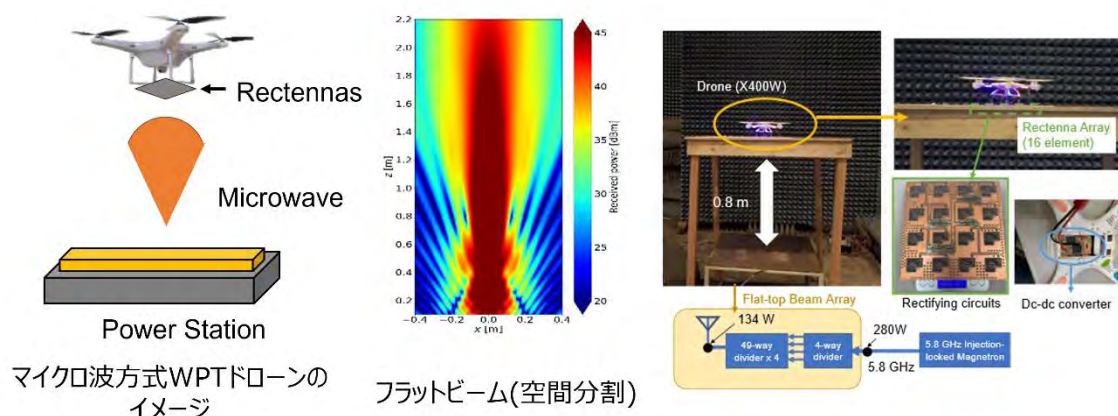 Rectennas
Microwave
Power Station
マイクロ波方式WPTドローンの
イメージ
2.2
2.0
1.8
1.6
1.4
1.2
1.0
0.8
0.6
0.4
0.2
z [m]
−0.4
−0.2
0.0
0.2
0.4
x [m]
45
40
35
30
25
20
Received power [dBm]
フラットビーム(空間分割)
Drone (X400W)
0.8 m
Rectenna Array
(16 element)
Rectifying circuits
Dc-dc converter
Flat-top Beam Array
134 W
49-way
divider x 4
4-way
divider
280W
5.8 GHz
5.8 GHz Injection-
locked Magnetron